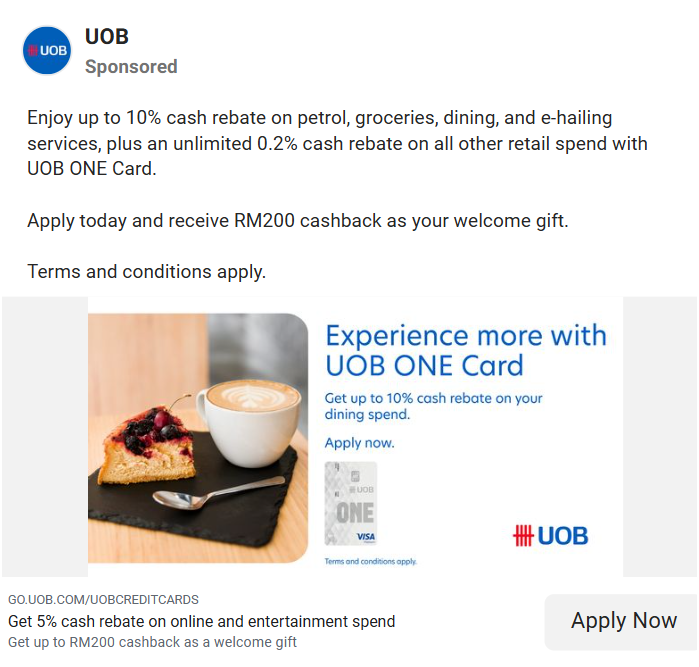 UOB
UOB
Sponsored
Enjoy up to 10% cash rebate on petrol, groceries, dining, and e-hailing
services, plus an unlimited 0.2% cash rebate on all other retail spend with
UOB ONE Card.
Apply today and receive RM200 cashback as your welcome gift.
Terms and conditions apply.
Experience more with
UOB ONE Card
Get up to 10% cash rebate on your
dining spend.
Apply now.
UOB
ONE
VISA
UOB
Terms and conditions apply.
GO.UOB.COM/UOBCREDITCARDS
Get 5% cash rebate on online and entertainment spend
Get up to RM200 cashback as a welcome gift
Apply Now